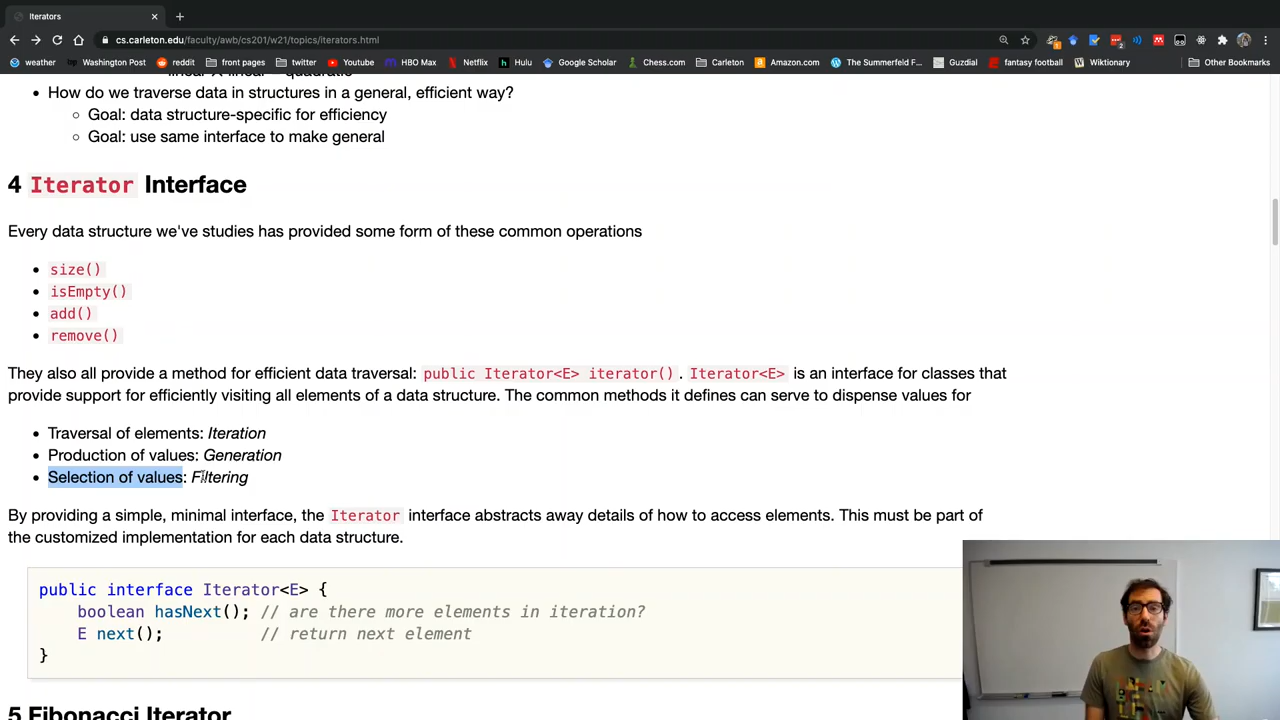 Iterators
cs.carleton.edu/faculty/awb/cs201/w21/topics/iterators.html
weather
Washington Post
reddit
front pages
twitter
Youtube
HBO Max
Netflix
Hulu
Google Scholar
Chess.com
Carleton
Amazon.com
The Summerfeld F...
Guzdial
fantasy football
Wiktionary
Other Bookmarks
linear X linear = quadratic
How do we traverse data in structures in a general, efficient way?
Goal: data structure-specific for efficiency
Goal: use same interface to make general
4 Iterator Interface
Every data structure we've studies has provided some form of these common operations
size()
isEmpty()
add()
remove()
They also all provide a method for efficient data traversal: public Iterator<E> iterator(). Iterator<E> is an interface for classes that
provide support for efficiently visiting all elements of a data structure. The common methods it defines can serve to dispense values for
Traversal of elements: Iteration
Production of values: Generation
Selection of values: Filtering
By providing a simple, minimal interface, the Iterator interface abstracts away details of how to access elements. This must be part of
the customized implementation for each data structure.
public interface Iterator<E> {
boolean hasNext(); // are there more elements in iteration?
E next(); // return next element
}
5 Fibonacci Iterator